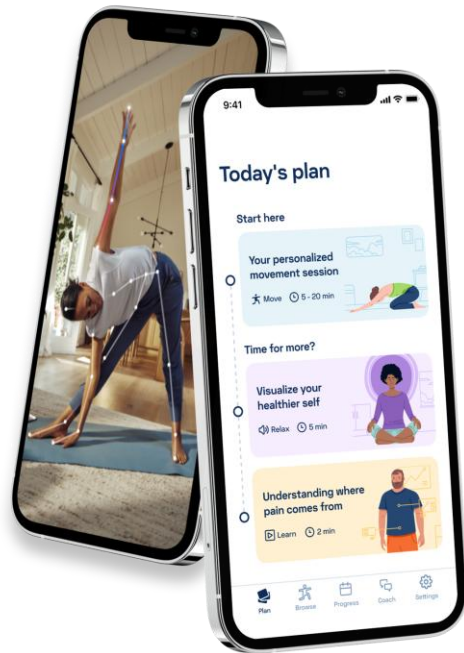 9:41
Today's plan
Start here
Your personalized
movement session
Move 5 - 20 min
Time for more?
Visualize your
healthier self
Relax 5 min
Understanding where
pain comes from
Learn 2 min
Plan Browse Progress Coach Settings